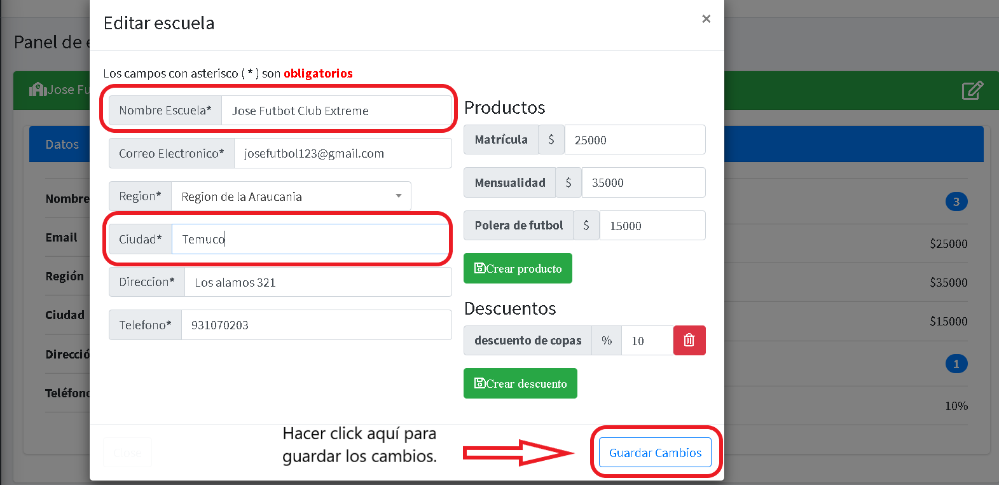 Editar escuela
×
Panel de e
Los campos con asterisco ( * ) son obligatorios
Jose Fu
Nombre Escuela* Jose Futbot Club Extreme
Correo Electronico* josefutbol123@gmail.com
Region* Region de la Araucania
Ciudad* Temuco
Direccion* Los alamos 321
Telefono* 931070203
Productos
Matrícula $ 25000
Mensualidad $ 35000
Polera de futbol $ 15000
Crear producto
Descuentos
descuento de copas % 10
Crear descuento
Datos
Nombre
Email
Región
Ciudad
Direcció
Teléfono
3
$25000
$35000
$15000
1
10%
Close
Hacer click aquí para
guardar los cambios.
Guardar Cambios